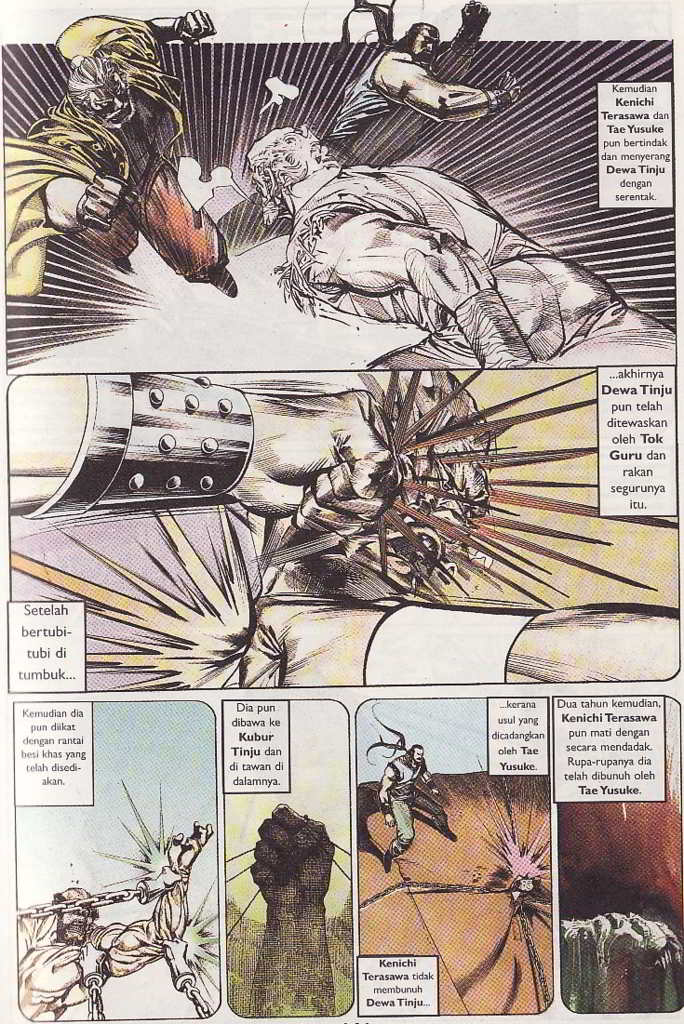 Kemudian
Kenichi
Terasawa dan
Tae Yusuke
pun bertindak
dan menyerang
Dewa Tinju
dengan
serentak.
Setelah
bertubi-
tubi di
tumbuk...
...akhirnya
Dewa Tinju
pun telah
ditewaskan
oleh Tok
Guru dan
rakan
segurunya
itu.
Kemudian dia
pun diikat
dengan rantai
besi khas yang
telah disedi-
akan.
Dia pun
dibawa ke
Kubur
Tinju dan
di tawan di
dalamnya.
Kenichi
Terasawa tidak
membunuh
Dewa Tinju...
...kerana
usul yang
dicadangkan
oleh Tae
Yusuke.
Dua tahun kemudian,
Kenichi Terasawa
pun mati dengan
secara mendadak.
Rupa-rupanya dia
telah dibunuh oleh
Tae Yusuke.